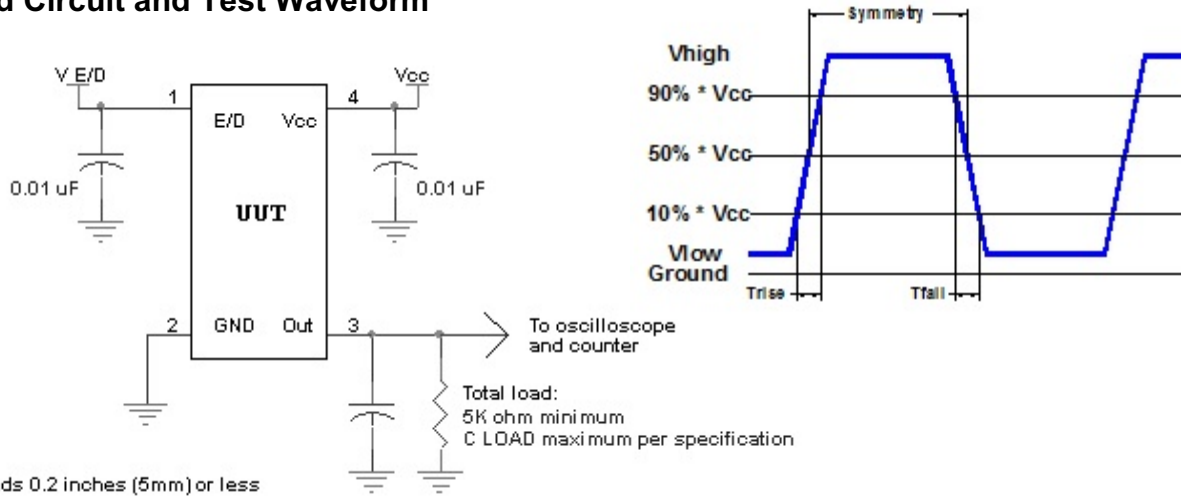 Circuit and Test Waveform
V E/D
Vcc
1
4
E/D Vcc
0.01 uF
0.01 uF
UUT
2
GND Out
3
To oscilloscope
and counter
Total load:
5K ohm minimum
C LOAD maximum per specification
0.2 inches (5mm) or less
Symmetry
Vhigh
90% * Vcc
50% * Vcc
10% * Vcc
Vlow
Ground
Trise
Tfall